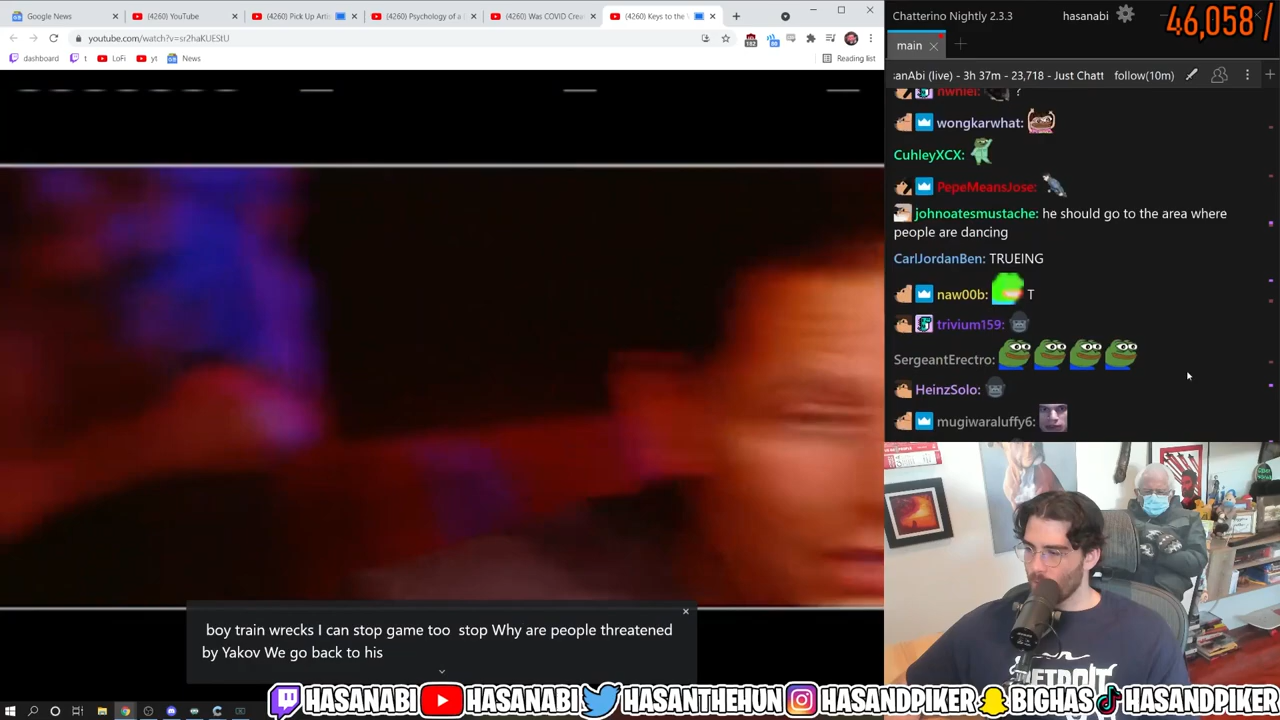 Google News
(4260) YouTube
(4260) Pick Up Arti
(4260) Psychology of a
(4260) Was COVID Crea
(4260) Keys to the V
youtube.com/watch?v=sr2haKUEStU
dashboard
t
LoFi
yt
News
Reading list
Chatterino Nightly 2.3.3
hasanabi
46,058 /
main
sanAbi (live) - 3h 37m - 23,718 - Just Chatt
follow(10m)
?
wongkarwhat:
CuhleyXCX:
PepeMeansJose:
johnoatesmustache: he should go to the area where
people are dancing
CarlJordanBen: TRUEING
naw00b: T
trivium159:
SergeantErectro:
HeinzSolo:
mugiwaraluffy6:
boy train wrecks I can stop game too stop Why are people threatened
by Yakov We go back to his
DETROIT
HASANABI HASANABI HASANTHEHUN HASANDPIKER BIGHAS HASANDPIKER